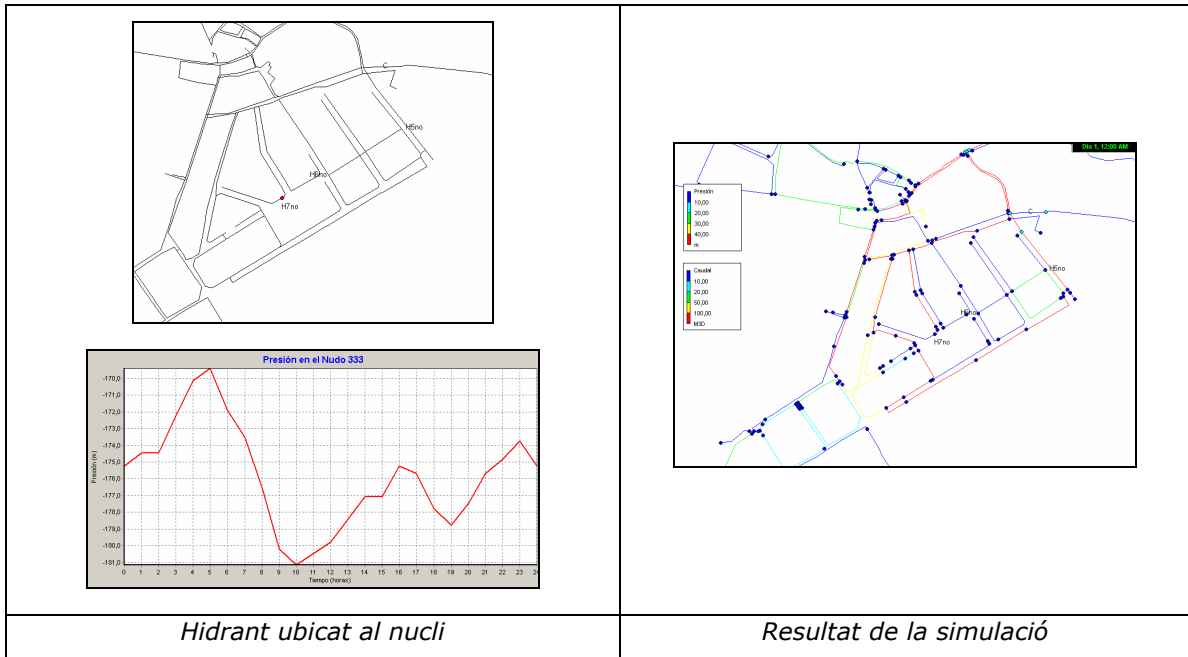 C
H5no
H6no
H7no
Presión en el Nudo 333
-170,0
-171,0
-172,0
-173,0
-174,0
-175,0
-176,0
-177,0
-178,0
-179,0
-180,0
-181,0
Presión (m)
0 1 2 3 4 5 6 7 8 9 10 11 12 13 14 15 16 17 18 19 20 21 22 23
Tiempo (horas)
Hidrant ubicat al nucli
Día 1, 12:00 AM
Presión
10,00
20,00
30,00
40,00
m
Caudal
10,00
20,00
50,00
100,00
M3D
C
H5no
H6no
H7no
Resultat de la simulació